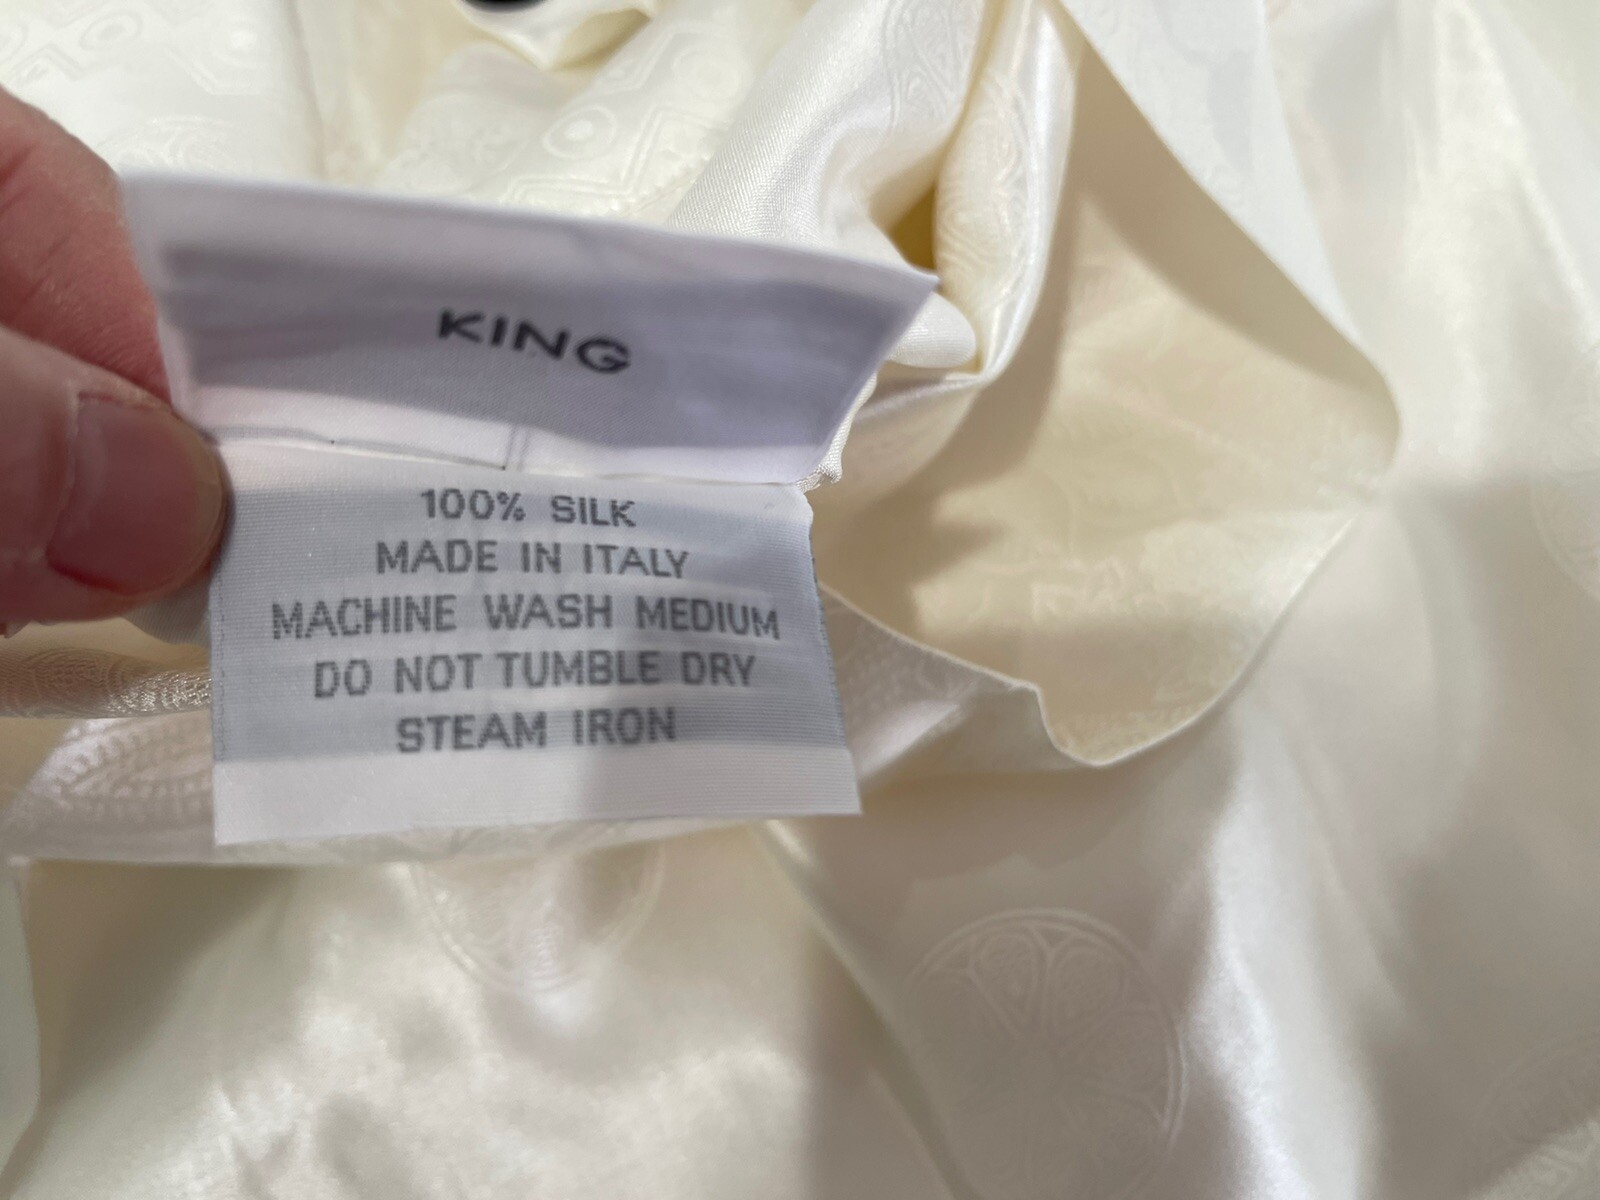 KING
100% SILK
MADE IN ITALY
MACHINE WASH MEDIUM
DO NOT TUMBLE DRY
STEAM IRON